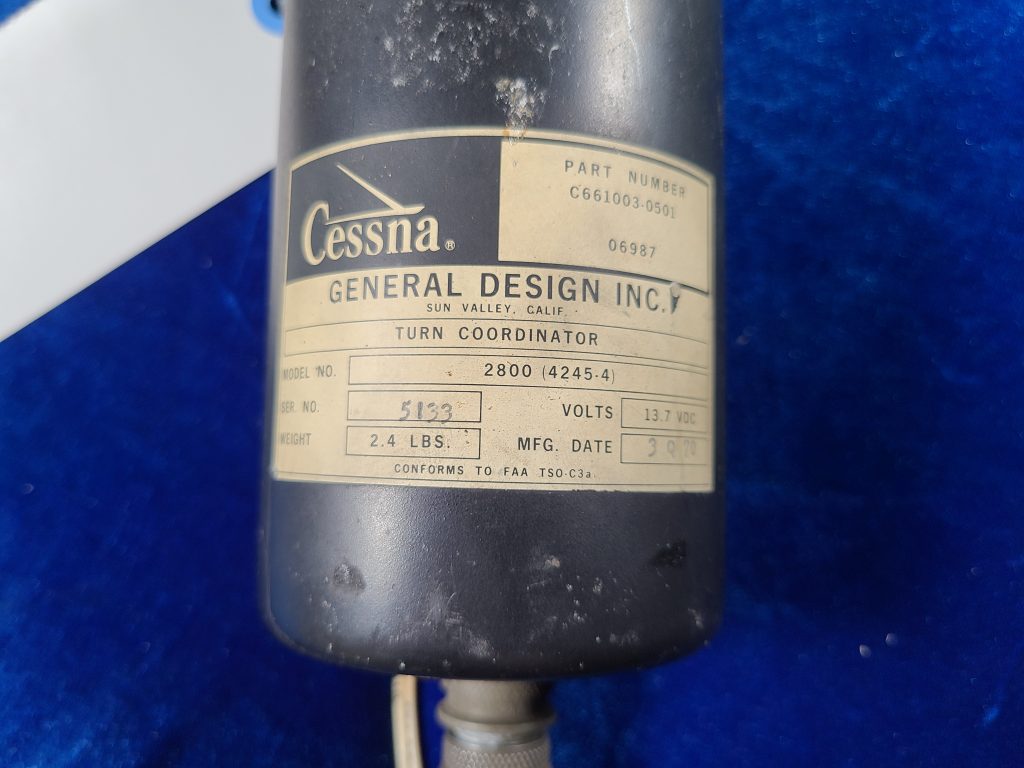 Cessna®
PART NUMBER
C661003-0501
06987
GENERAL DESIGN INC.
SUN VALLEY, CALIF.
TURN COORDINATOR
MODEL NO. 2800 (4245-4)
SER. NO. 5133 VOLTS 13.7 VDC
WEIGHT 2.4 LBS. MFG. DATE
CONFORMS TO FAA TSO-C3a